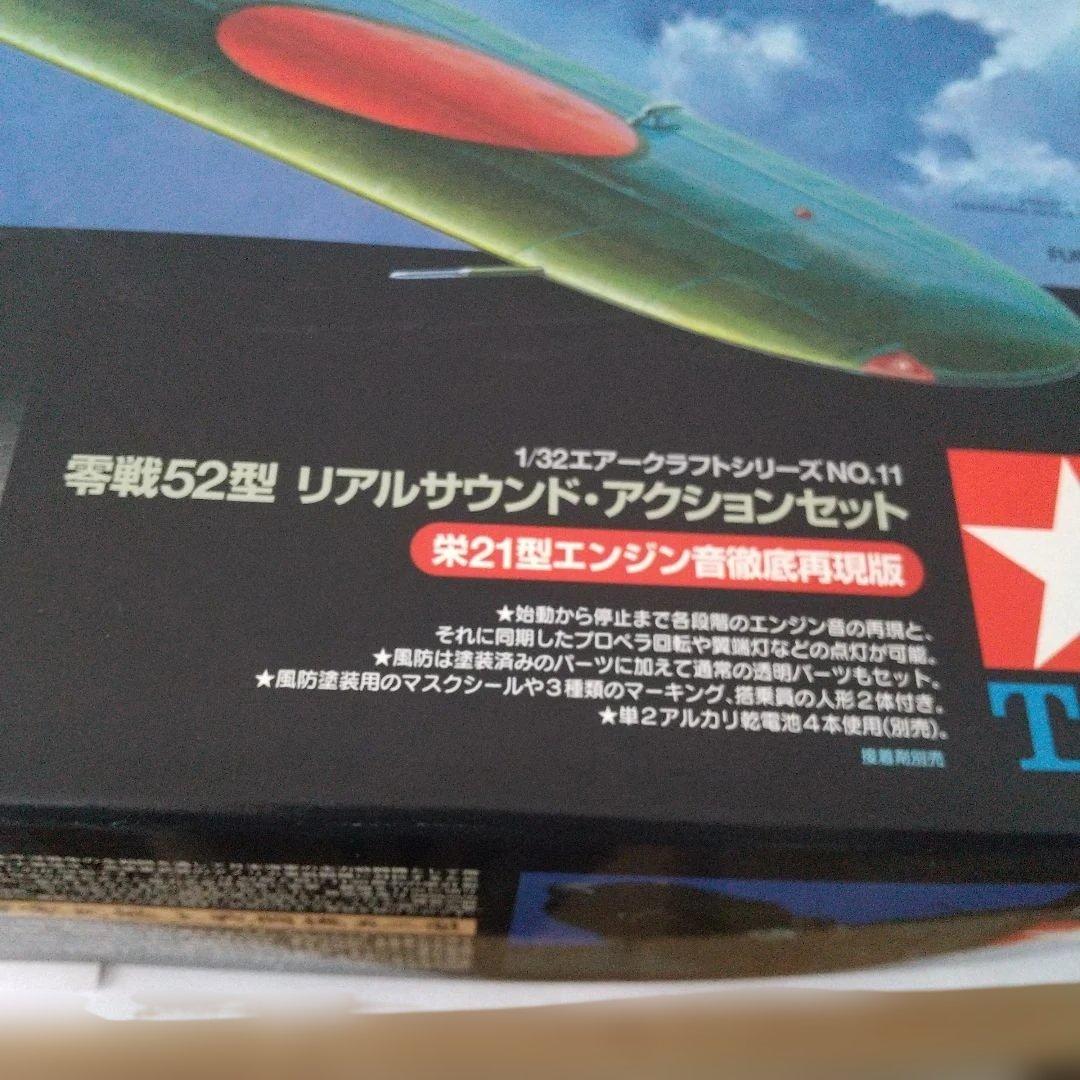 1/32エアークラフトシリーズNO.11
零戦52型 リアルサウンド・アクションセット
栄21型エンジン音徹底再現版
★始動から停止まで各段階のエンジン音の再現と、
それに同期したプロペラ回転や翼端灯などの点灯が可能。
★風防は塗装済みのパーツに加えて通常の透明パーツもセット。
★風防塗装用のマスクシールや3種類のマーキング、搭乗員の人形2体付き。
★単2アルカリ乾電池4本使用(別売)。
接着剤別売
T